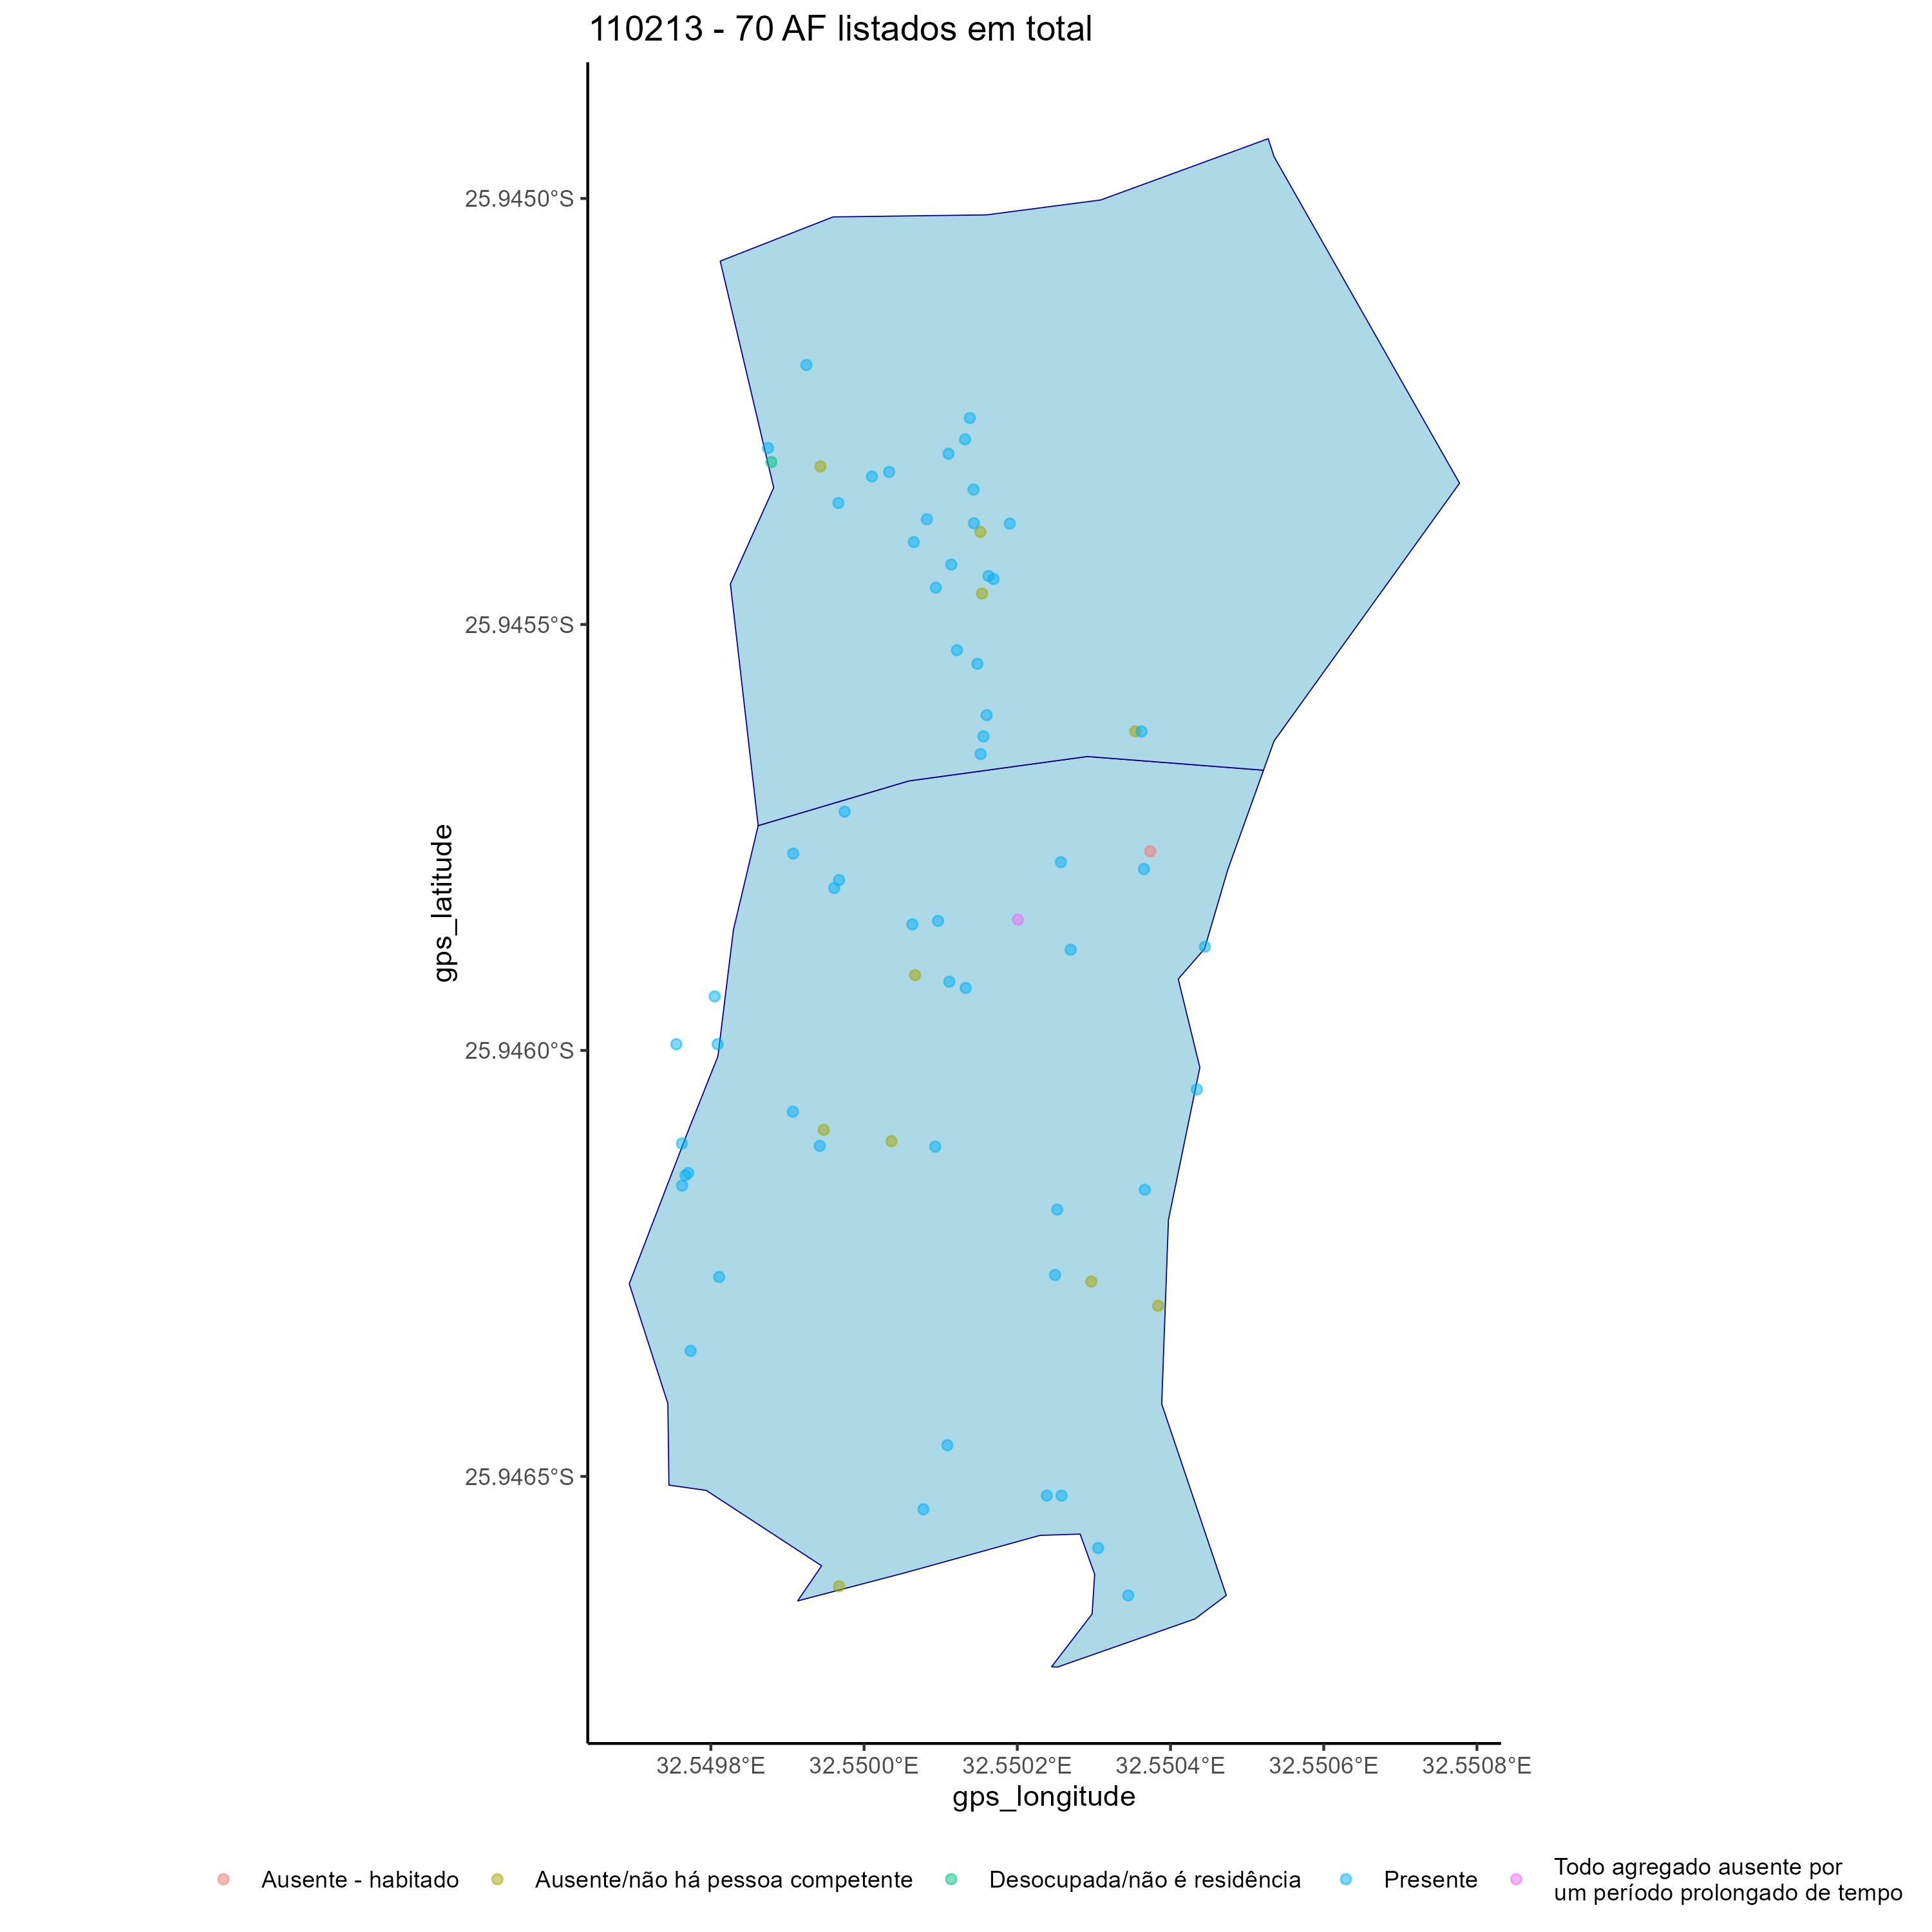 110213 - 70 AF listados em total
25.9450°S
25.9455°S
gps_latitude
25.9460°S
25.9465°S
32.5498°E 32.5500°E 32.5502°E 32.5504°E 32.5506°E 32.5508°E
gps_longitude
Ausente - habitado Ausente/não há pessoa competente Desocupada/não é residência Presente Todo agregado ausente por
um período prolongado de tempo